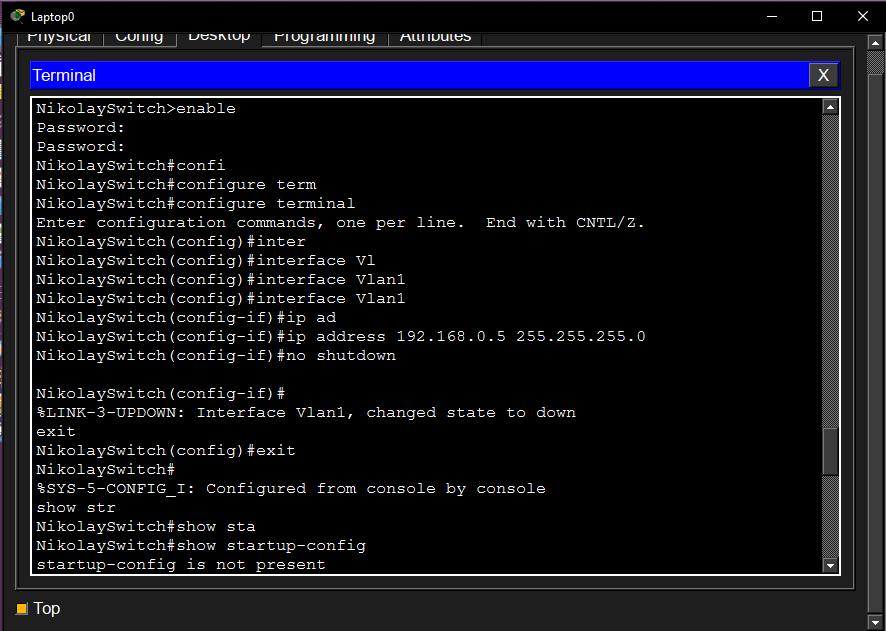 Laptop0
Physical Config Desktop Programming Attributes
Terminal X
NikolaySwitch>enable
Password:
Password:
NikolaySwitch#confi
NikolaySwitch#configure term
NikolaySwitch#configure terminal
Enter configuration commands, one per line.  End with CNTL/Z.
NikolaySwitch(config)#inter
NikolaySwitch(config)#interface Vl
NikolaySwitch(config)#interface Vlan1
NikolaySwitch(config)#interface Vlan1
NikolaySwitch(config-if)#ip ad
NikolaySwitch(config-if)#ip address 192.168.0.5 255.255.255.0
NikolaySwitch(config-if)#no shutdown
NikolaySwitch(config-if)#
%LINK-3-UPDOWN: Interface Vlan1, changed state to down
exit
NikolaySwitch(config)#exit
NikolaySwitch#
%SYS-5-CONFIG_I: Configured from console by console
show str
NikolaySwitch#show sta
NikolaySwitch#show startup-config
startup-config is not present
Top